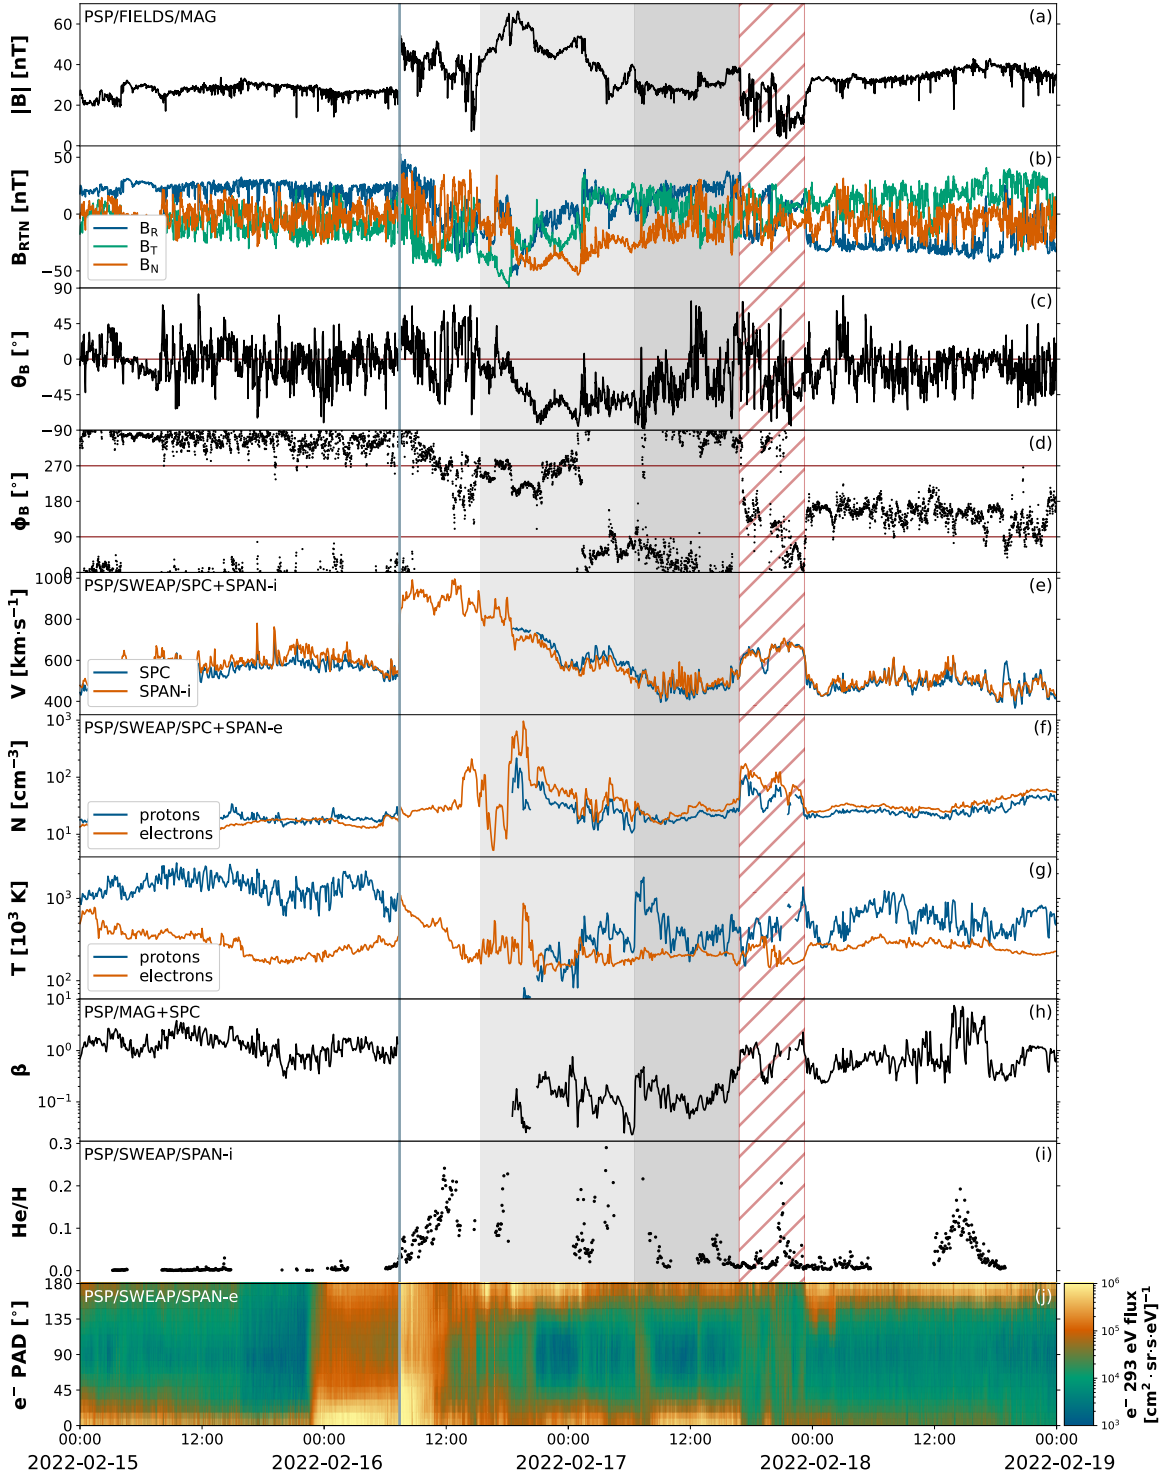 PSP/FIELDS/MAG
(a)
|B| [nT]
60
40
20
0
(b)
B_RTN [nT]
50
0
−50
B_R
B_T
B_N
(c)
θ_B [°]
90
45
0
−45
−90
(d)
ϕ_B [°]
270
180
90
0
PSP/SWEAP/SPC+SPAN-i
(e)
V [km·s⁻¹]
1000
800
600
400
SPC
SPAN-i
PSP/SWEAP/SPC+SPAN-e
(f)
N [cm⁻³]
10³
10²
10¹
protons
electrons
(g)
T [10³ K]
10³
10²
protons
electrons
PSP/MAG+SPC
(h)
β
10¹
10⁰
10⁻¹
PSP/SWEAP/SPAN-i
(i)
He/H
0.3
0.2
0.1
0.0
PSP/SWEAP/SPAN-e
(j)
e⁻ PAD [°]
180
135
90
45
0
10⁶
10⁵
10⁴
10³
e⁻ 293 eV flux
[cm²·sr·s·eV]⁻¹
00:00 12:00 00:00 12:00 00:00 12:00 00:00 12:00 00:00
2022-02-15 2022-02-16 2022-02-17 2022-02-18 2022-02-19